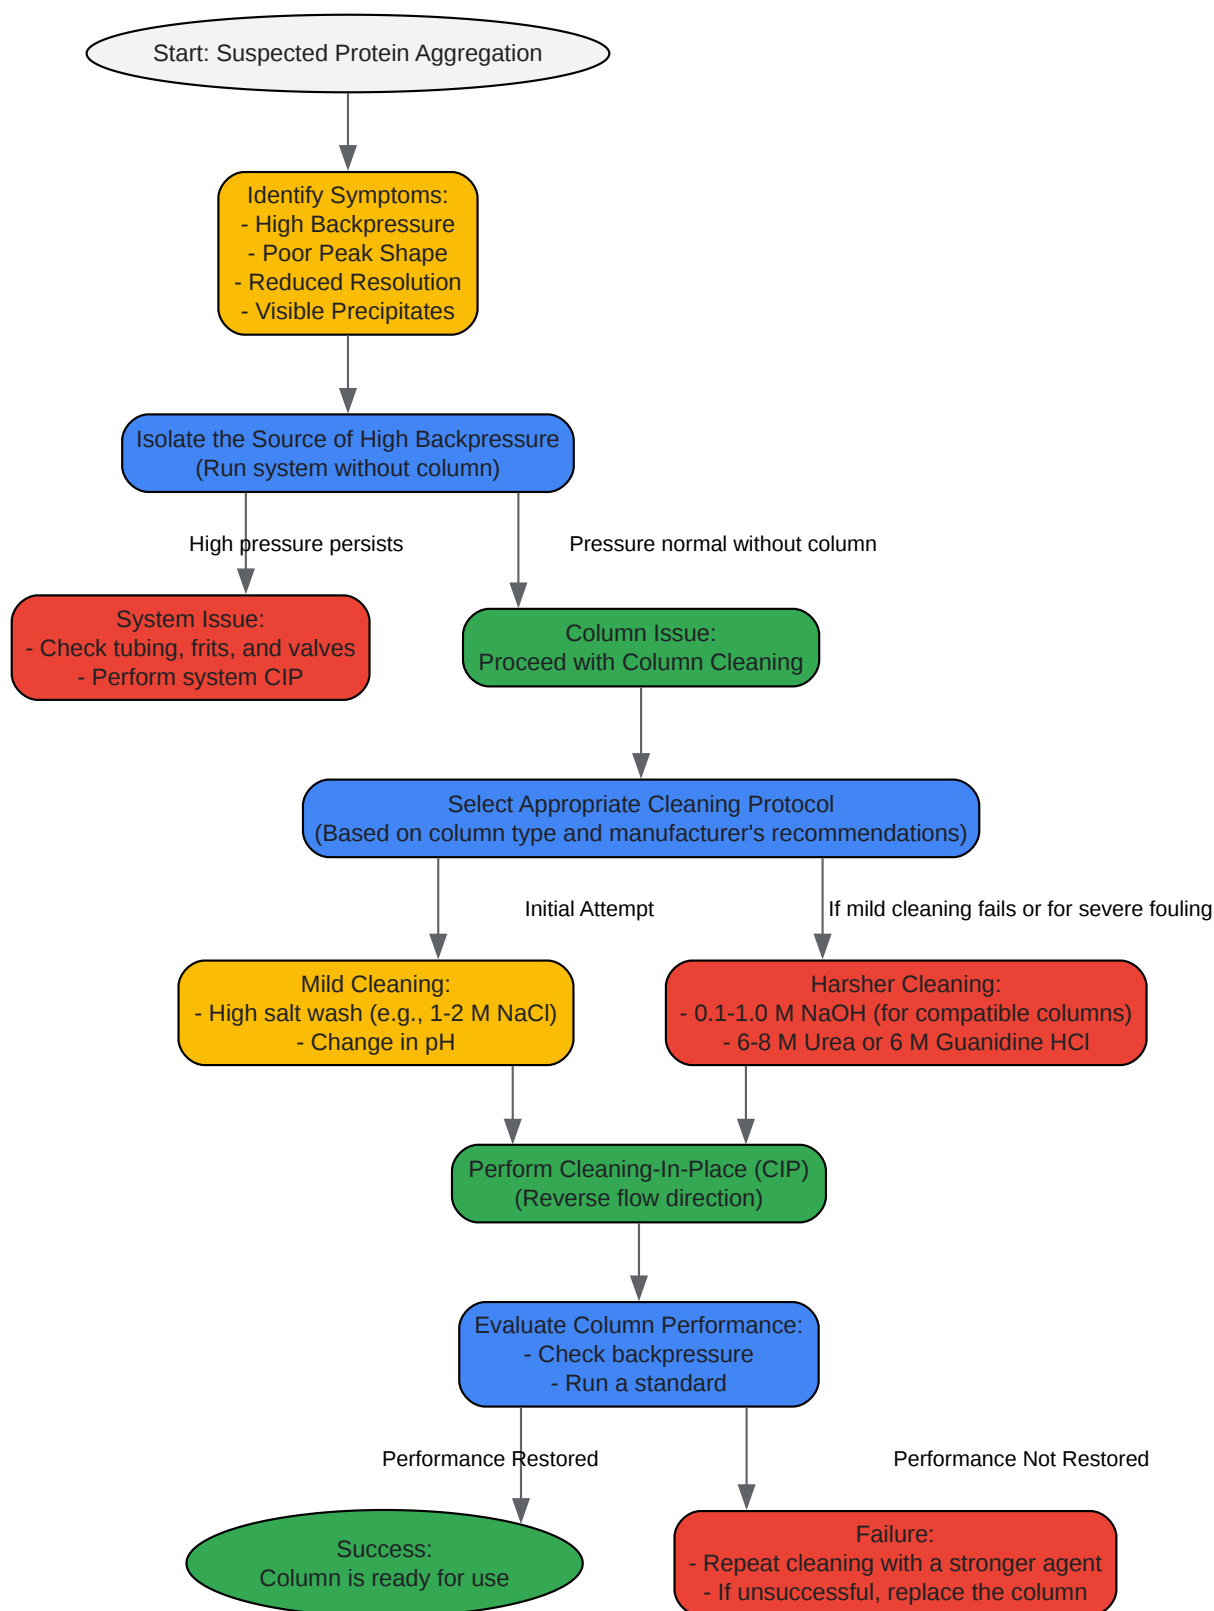 Start: Suspected Protein Aggregation
Identify Symptoms:
- High Backpressure
- Poor Peak Shape
- Reduced Resolution
- Visible Precipitates
Isolate the Source of High Backpressure
(Run system without column)
High pressure persists
Pressure normal without column
System Issue:
- Check tubing, frits, and valves
- Perform system CIP
Column Issue:
Proceed with Column Cleaning
Select Appropriate Cleaning Protocol
(Based on column type and manufacturer's recommendations)
Initial Attempt
If mild cleaning fails or for severe fouling
Mild Cleaning:
- High salt wash (e.g., 1-2 M NaCl)
- Change in pH
Harsher Cleaning:
- 0.1-1.0 M NaOH (for compatible columns)
- 6-8 M Urea or 6 M Guanidine HCl
Perform Cleaning-In-Place (CIP)
(Reverse flow direction)
Evaluate Column Performance:
- Check backpressure
- Run a standard
Performance Restored
Performance Not Restored
Success:
Column is ready for use
Failure:
- Repeat cleaning with a stronger agent
- If unsuccessful, replace the column